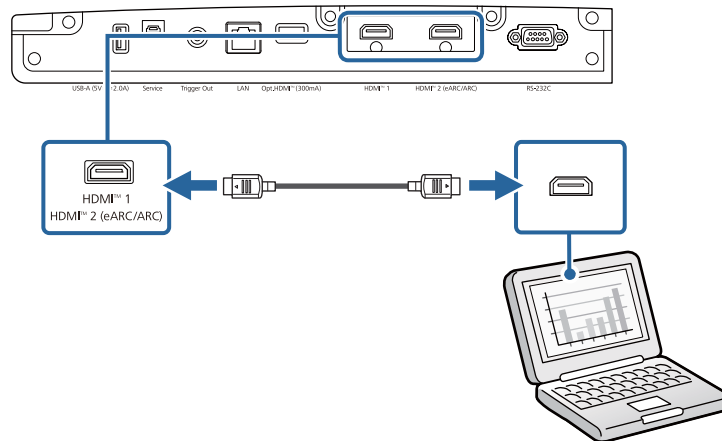 USB-A (5V 2.0A) Service Trigger Out LAN Opt.HDMI™ (300mA) HDMI™ 1 HDMI™ 2 (eARC/ARC) RS-232C
HDMI™ 1
HDMI™ 2 (eARC/ARC)